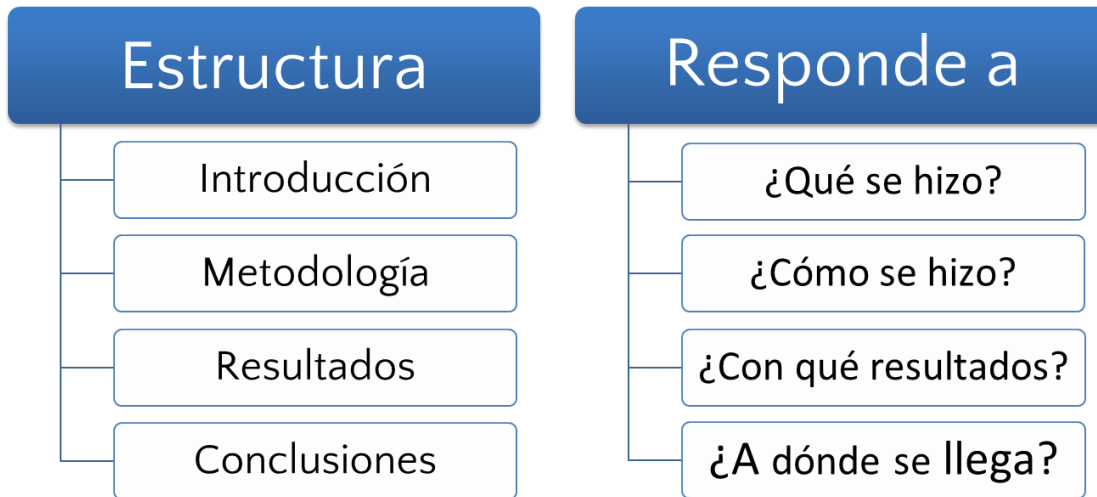 Estructura
Introducción
Metodología
Resultados
Conclusiones
Responde a
¿Qué se hizo?
¿Cómo se hizo?
¿Con qué resultados?
¿A dónde se llega?